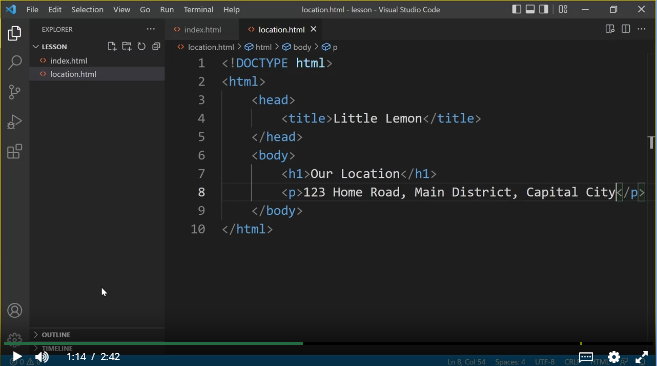 File Edit Selection View Go Run Terminal Help location.html - lesson - Visual Studio Code
EXPLORER ... index.html location.html
LESSON location.html > html > body > p
index.html
location.html
1 <!DOCTYPE html>
2 <html>
3 <head>
4 <title>Little Lemon</title>
5 </head>
6 <body>
7 <h1>Our Location</h1>
8 <p>123 Home Road, Main District, Capital City</p>
9 </body>
10 </html>
OUTLINE
TIMELINE
1:14 / 2:42
Ln 8, Col 54 Spaces: 4 UTF-8